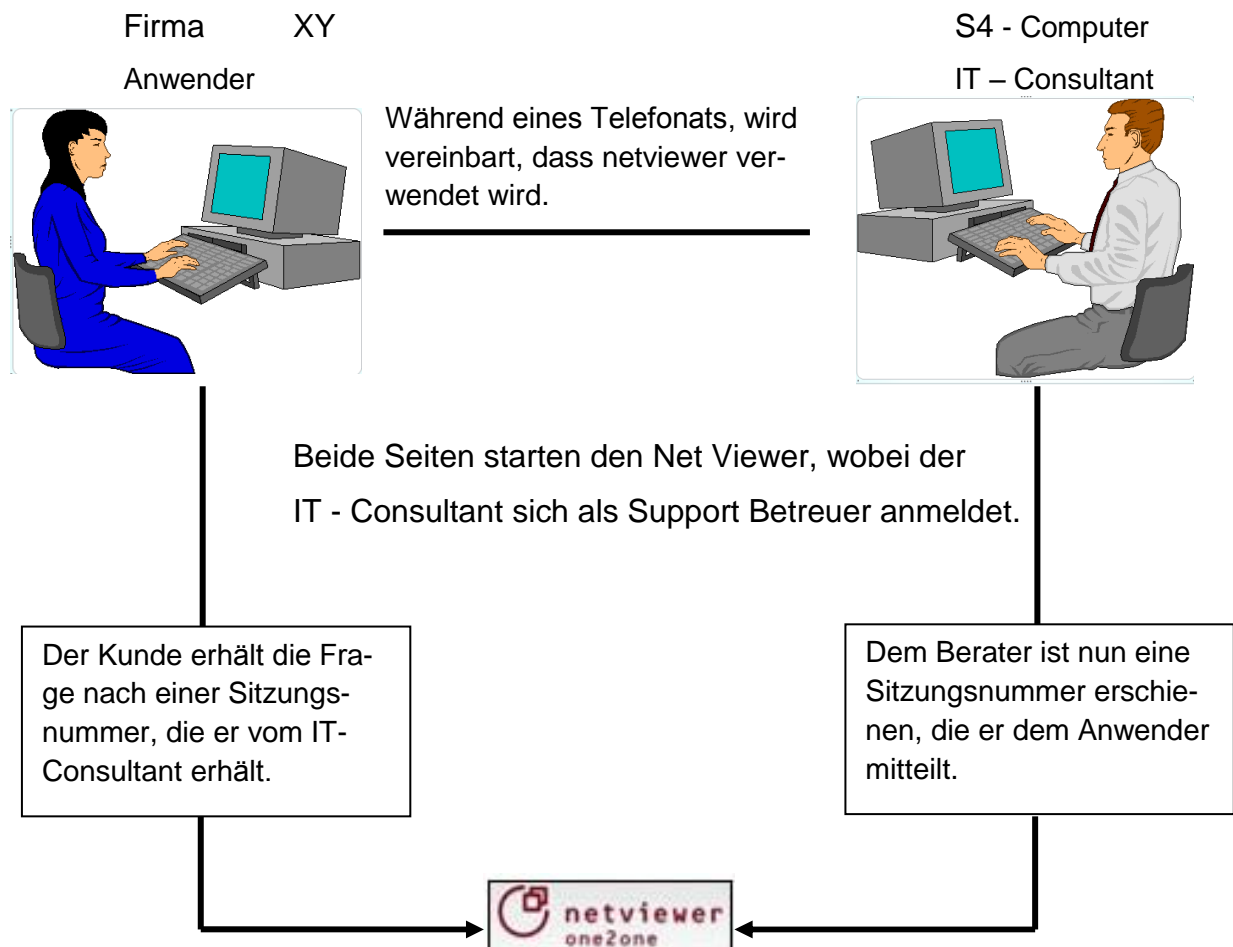 Firma XY
Anwender
S4 - Computer
IT – Consultant
Während eines Telefonats, wird
vereinbart, dass netviewer ver-
wendet wird.
Beide Seiten starten den Net Viewer, wobei der
IT - Consultant sich als Support Betreuer anmeldet.
Der Kunde erhält die Fra-
ge nach einer Sitzungs-
nummer, die er vom IT-
Consultant erhält.
Dem Berater ist nun eine
Sitzungsnummer erschie-
nen, die er dem Anwender
mitteilt.
netviewer
one2one